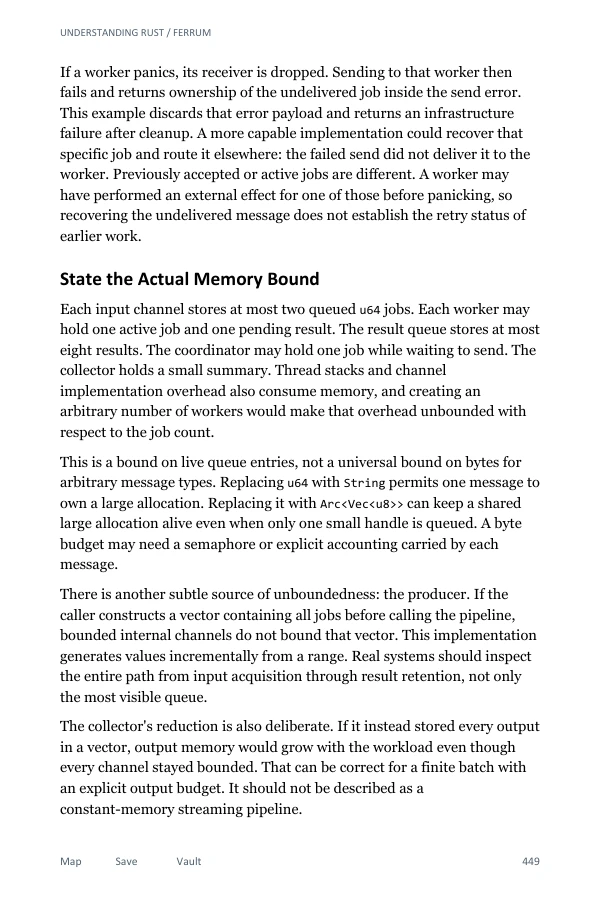 UNDERSTANDING RUST / FERRUM
If a worker panics, its receiver is dropped. Sending to that worker then
fails and returns ownership of the undelivered job inside the send error.
This example discards that error payload and returns an infrastructure
failure after cleanup. A more capable implementation could recover that
specific job and route it elsewhere: the failed send did not deliver it to the
worker. Previously accepted or active jobs are different. A worker may
have performed an external effect for one of those before panicking, so
recovering the undelivered message does not establish the retry status of
earlier work.
State the Actual Memory Bound
Each input channel stores at most two queued u64 jobs. Each worker may
hold one active job and one pending result. The result queue stores at most
eight results. The coordinator may hold one job while waiting to send. The
collector holds a small summary. Thread stacks and channel
implementation overhead also consume memory, and creating an
arbitrary number of workers would make that overhead unbounded with
respect to the job count.
This is a bound on live queue entries, not a universal bound on bytes for
arbitrary message types. Replacing u64 with String permits one message to
own a large allocation. Replacing it with Arc<Vec<u8>> can keep a shared
large allocation alive even when only one small handle is queued. A byte
budget may need a semaphore or explicit accounting carried by each
message.
There is another subtle source of unboundedness: the producer. If the
caller constructs a vector containing all jobs before calling the pipeline,
bounded internal channels do not bound that vector. This implementation
generates values incrementally from a range. Real systems should inspect
the entire path from input acquisition through result retention, not only
the most visible queue.
The collector's reduction is also deliberate. If it instead stored every output
in a vector, output memory would grow with the workload even though
every channel stayed bounded. That can be correct for a finite batch with
an explicit output budget. It should not be described as a
constant-memory streaming pipeline.
Map Save Vault 449